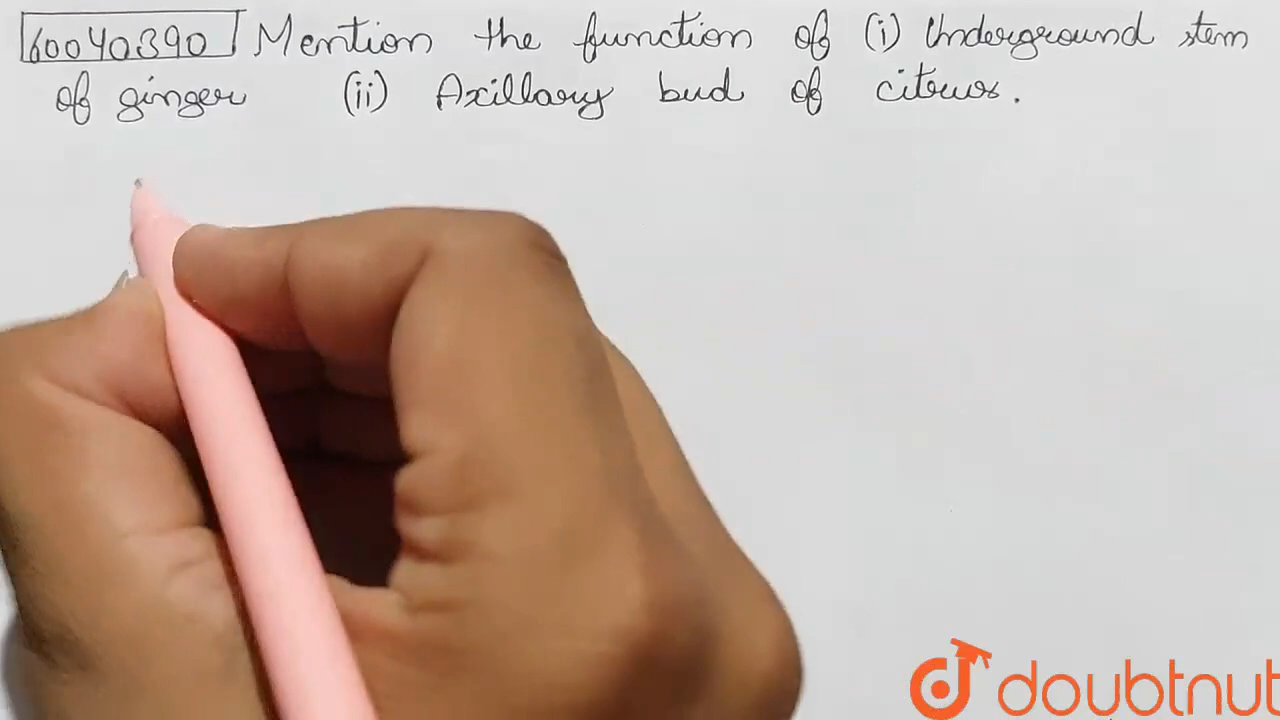 60040390 Mention the function of (i) Underground stem
of ginger (ii) Axillary bud of citrus.
doubtnut